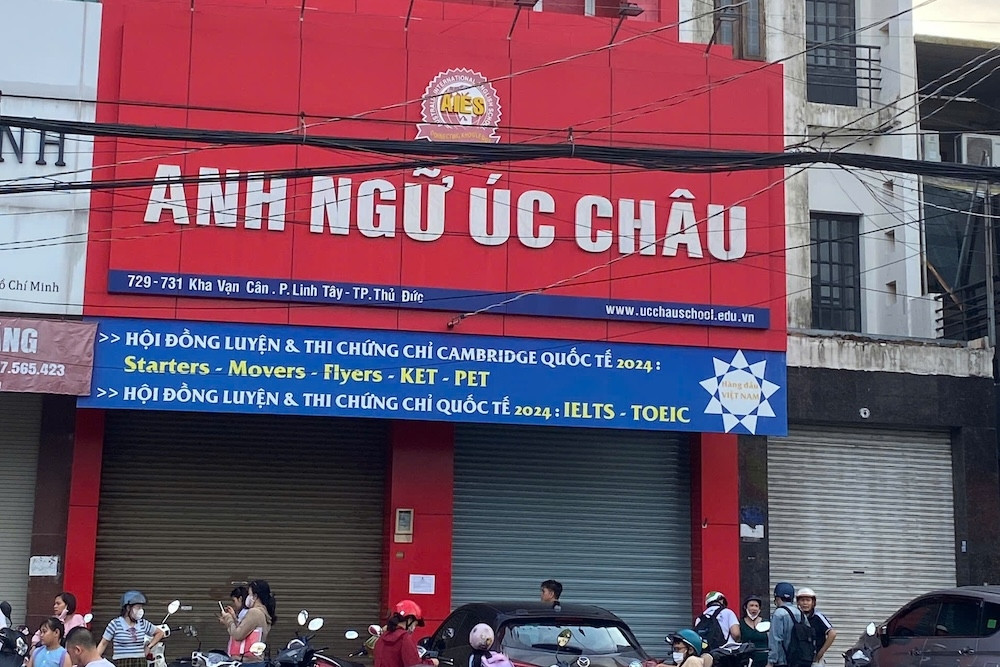 AIES
ANH NGỮ ÚC CHÂU
729-731 Kha Vạn Cân . P. Linh Tây - TP. Thủ Đức
www.ucchauschool.edu.vn
>> HỘI ĐỒNG LUYỆN & THI CHỨNG CHỈ CAMBRIDGE QUỐC TẾ 2024 :
Starters - Movers - Flyers - KET - PET
>> HỘI ĐỒNG LUYỆN & THI CHỨNG CHỈ QUỐC TẾ 2024 : IELTS - TOEIC
Hàng đầu
VIỆT NAM
NH
ồ Chí Minh
NG
7.565.423